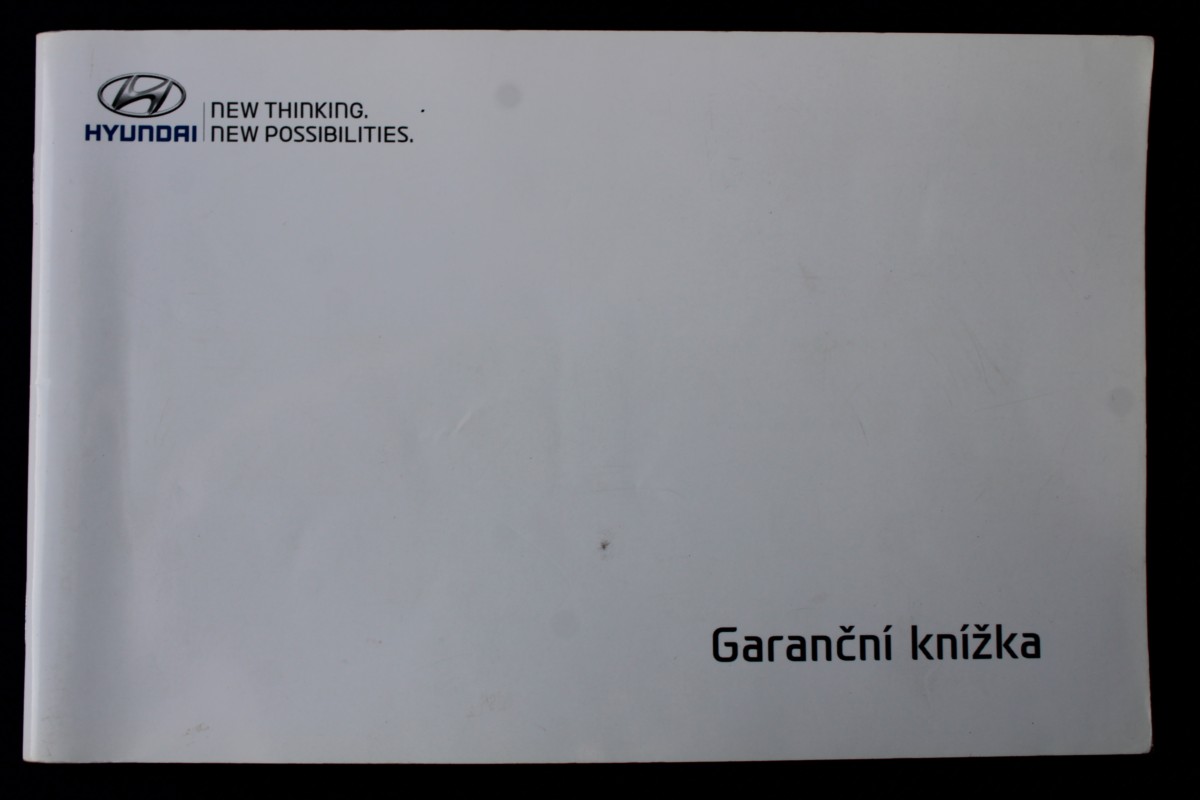 HYUNDAI
NEW THINKING.
NEW POSSIBILITIES.
Garanční knížka